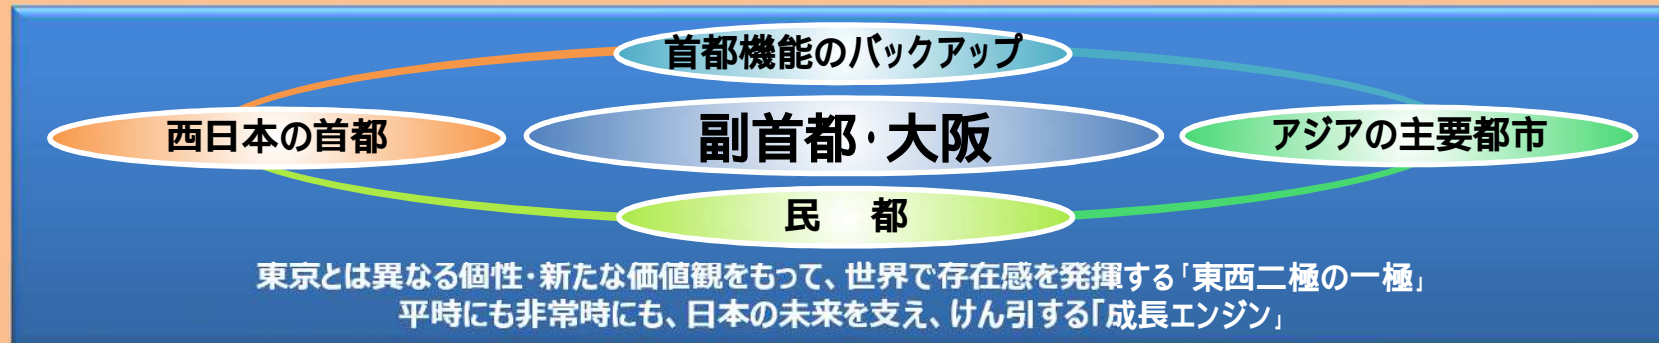 首都機能のバックアップ
西日本の首都
副首都・大阪
アジアの主要都市
民　都
東京とは異なる個性・新たな価値観をもって、世界で存在感を発揮する「東西二極の一極」
平時にも非常時にも、日本の未来を支え、けん引する「成長エンジン」